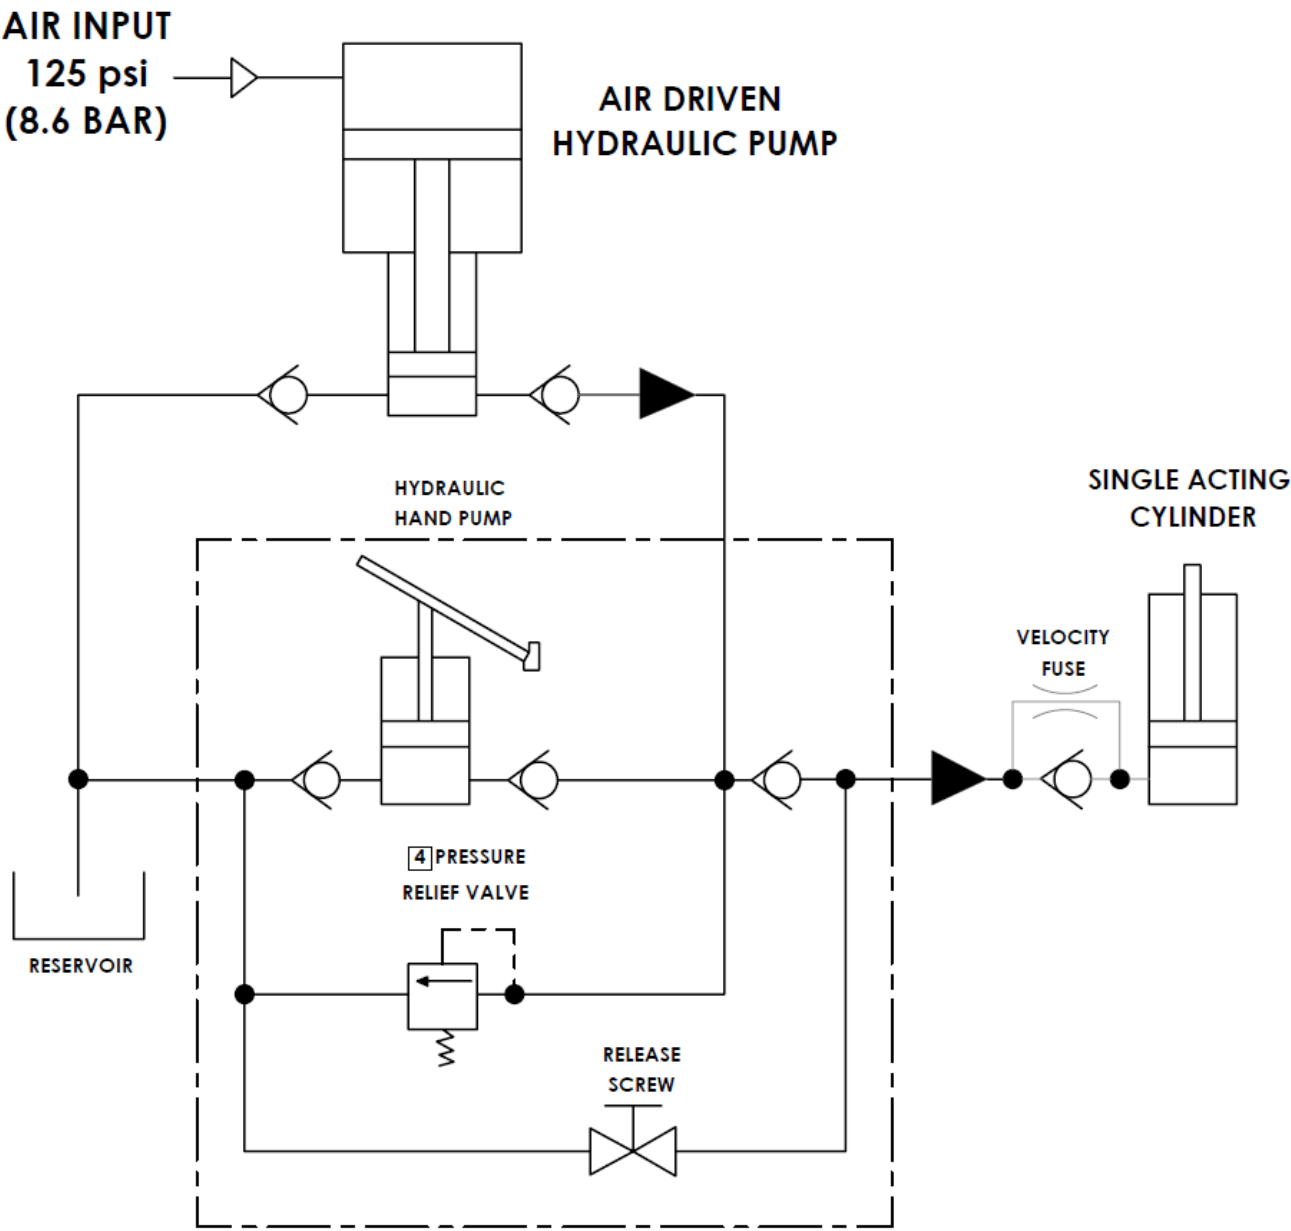 AIR INPUT
125 psi
(8.6 BAR)
AIR DRIVEN
HYDRAULIC PUMP
HYDRAULIC
HAND PUMP
SINGLE ACTING
CYLINDER
VELOCITY
FUSE
4 PRESSURE
RELIEF VALVE
RESERVOIR
RELEASE
SCREW